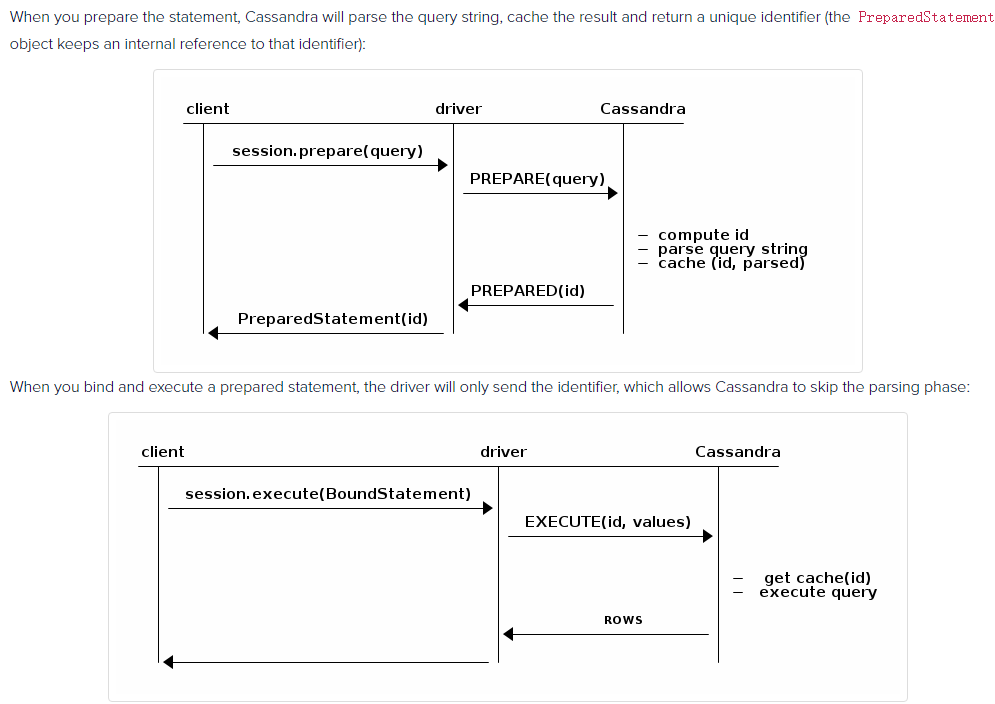 When you prepare the statement, Cassandra will parse the query string, cache the result and return a unique identifier (the PreparedStatement
object keeps an internal reference to that identifier):
client driver Cassandra
session.prepare(query)
PREPARE(query)
– compute id
– parse query string
– cache (id, parsed)
PREPARED(id)
PreparedStatement(id)
When you bind and execute a prepared statement, the driver will only send the identifier, which allows Cassandra to skip the parsing phase:
client driver Cassandra
session.execute(BoundStatement)
EXECUTE(id, values)
– get cache(id)
– execute query
ROWS